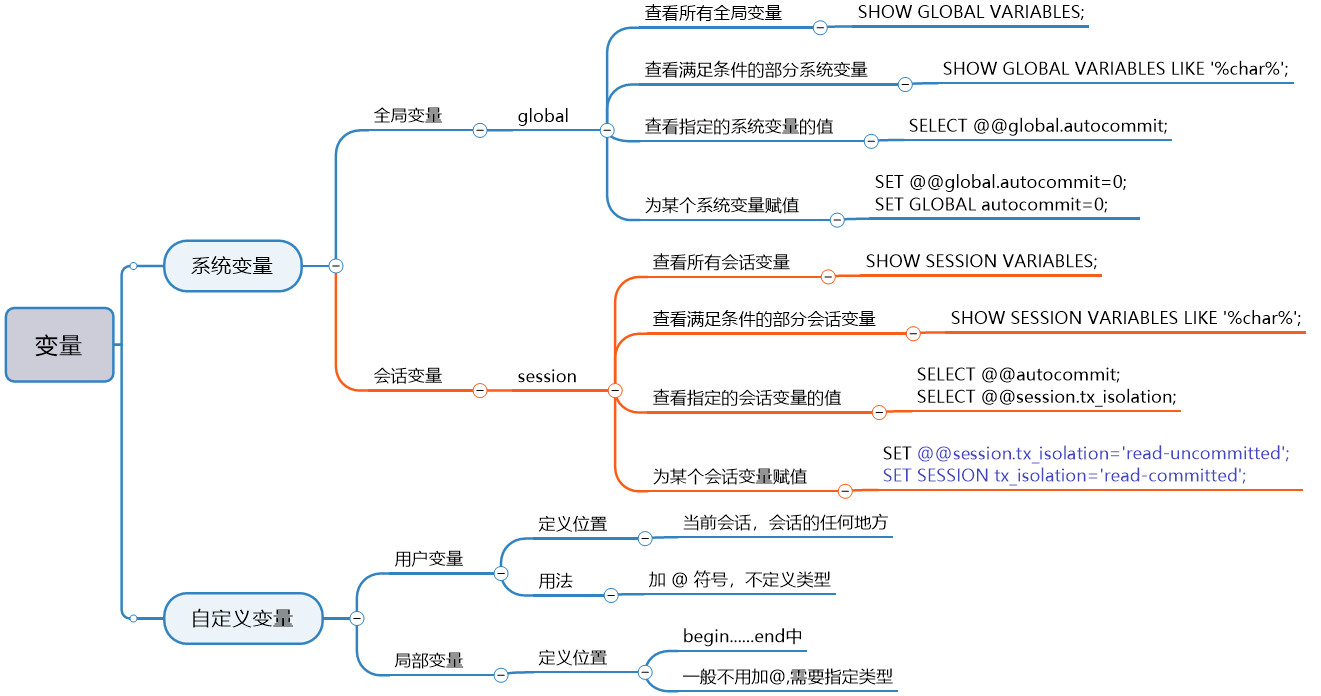 变量
系统变量
全局变量
global
查看所有全局变量
SHOW GLOBAL VARIABLES;
查看满足条件的部分系统变量
SHOW GLOBAL VARIABLES LIKE '%char%';
查看指定的系统变量的值
SELECT @@global.autocommit;
为某个系统变量赋值
SET @@global.autocommit=0;
SET GLOBAL autocommit=0;
会话变量
session
查看所有会话变量
SHOW SESSION VARIABLES;
查看满足条件的部分会话变量
SHOW SESSION VARIABLES LIKE '%char%';
查看指定的会话变量的值
SELECT @@autocommit;
SELECT @@session.tx_isolation;
为某个会话变量赋值
SET @@session.tx_isolation='read-uncommitted';
SET SESSION tx_isolation='read-committed';
自定义变量
用户变量
定义位置
当前会话，会话的任何地方
用法
加 @ 符号，不定义类型
局部变量
定义位置
begin......end中
一般不用加@,需要指定类型